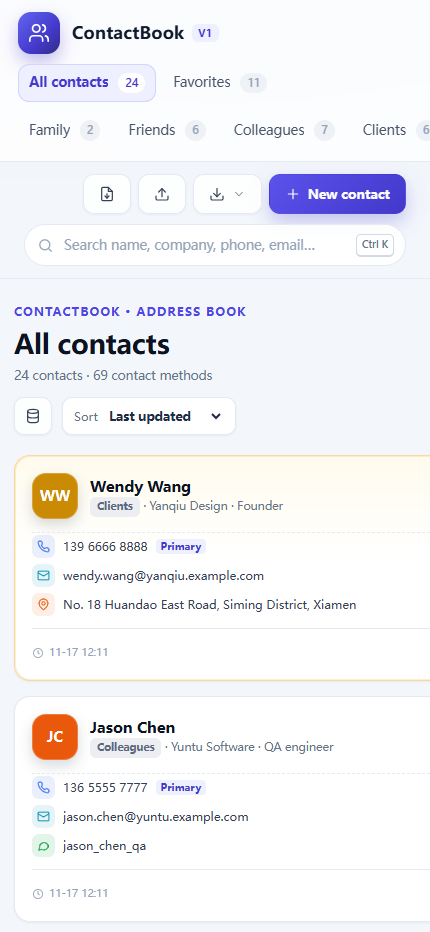 ContactBook V1
All contacts 24 Favorites 11
Family 2 Friends 6 Colleagues 7 Clients 6
New contact
Search name, company, phone, email... Ctrl K
CONTACTBOOK • ADDRESS BOOK
All contacts
24 contacts · 69 contact methods
Sort Last updated
WW Wendy Wang
Clients · Yanqiu Design · Founder
139 6666 8888 Primary
wendy.wang@yanqiu.example.com
No. 18 Huandao East Road, Siming District, Xiamen
11-17 12:11
JC Jason Chen
Colleagues · Yuntu Software · QA engineer
136 5555 7777 Primary
jason.chen@yuntu.example.com
jason_chen_qa
11-17 12:11